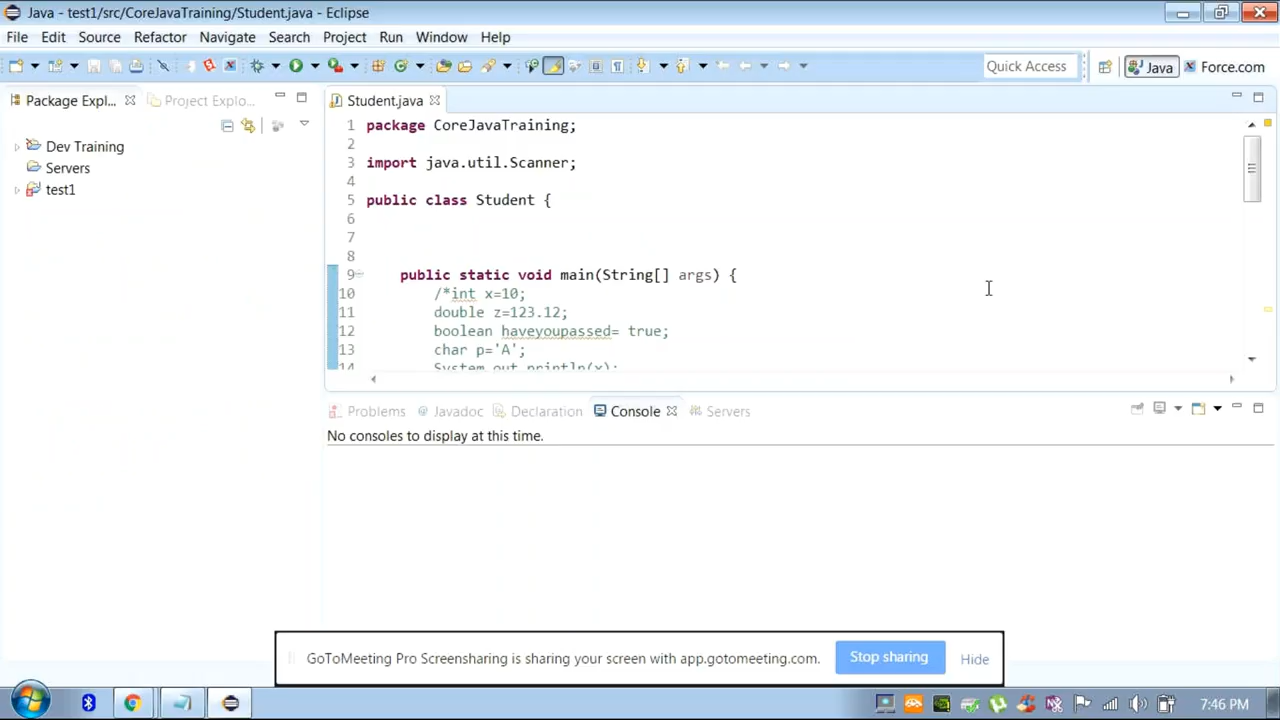 Java - test1/src/CoreJavaTraining/Student.java - Eclipse
File Edit Source Refactor Navigate Search Project Run Window Help
Quick Access Java Force.com
Package Expl... Project Explo... Student.java
Dev Training
Servers
test1
1 package CoreJavaTraining;
2
3 import java.util.Scanner;
4
5 public class Student {
6
7
8
9 public static void main(String[] args) {
10 /*int x=10;
11 double z=123.12;
12 boolean haveyoupassed= true;
13 char p='A';
14 System.out.println(x);
Problems @ Javadoc Declaration Console Servers
No consoles to display at this time.
GoToMeeting Pro Screensharing is sharing your screen with app.gotomeeting.com. Stop sharing Hide
7:46 PM